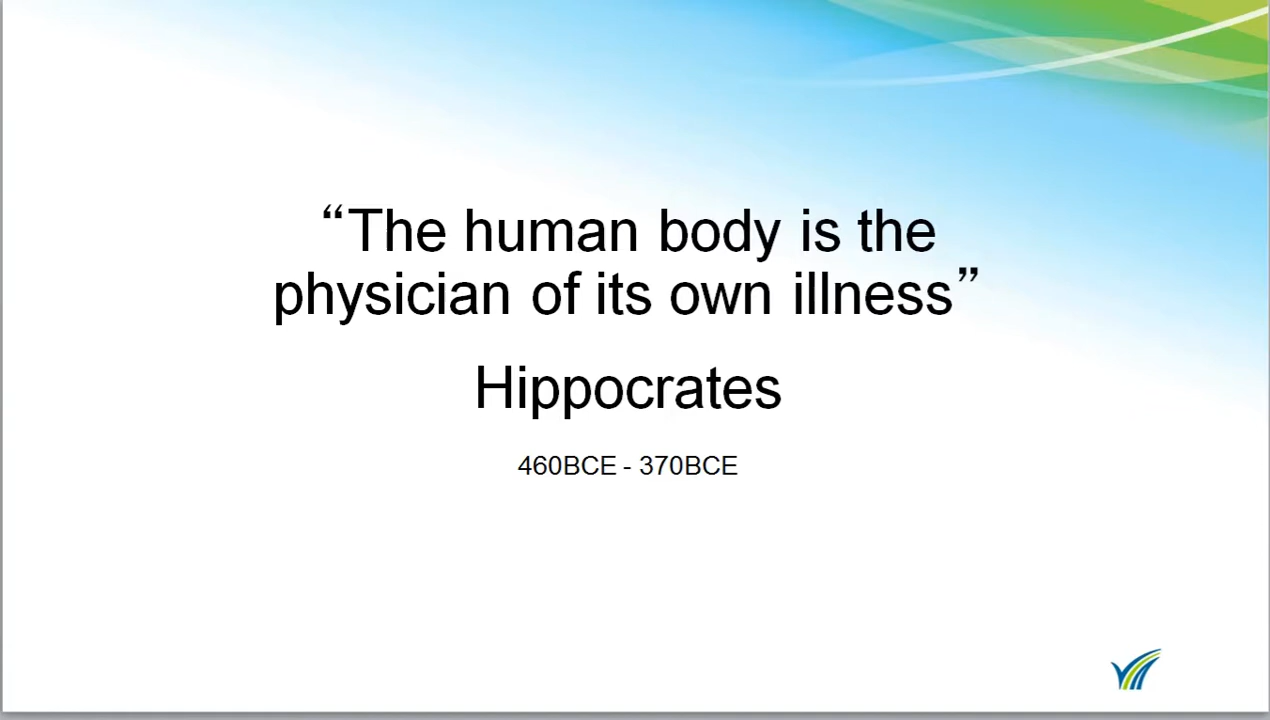 “The human body is the
physician of its own illness”
Hippocrates
460BCE - 370BCE